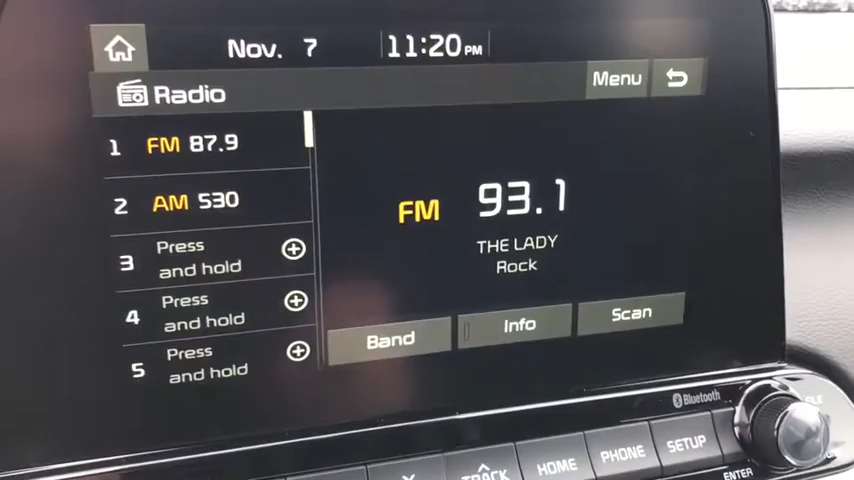 Nov. 7 11:20 PM
Radio
Menu
1 FM 87.9
2 AM 530
3 Press
and hold
4 Press
and hold
5 Press
and hold
FM 93.1
THE LADY
Rock
Band
Info
Scan
Bluetooth
TRACK
HOME
PHONE
SETUP
ENTER